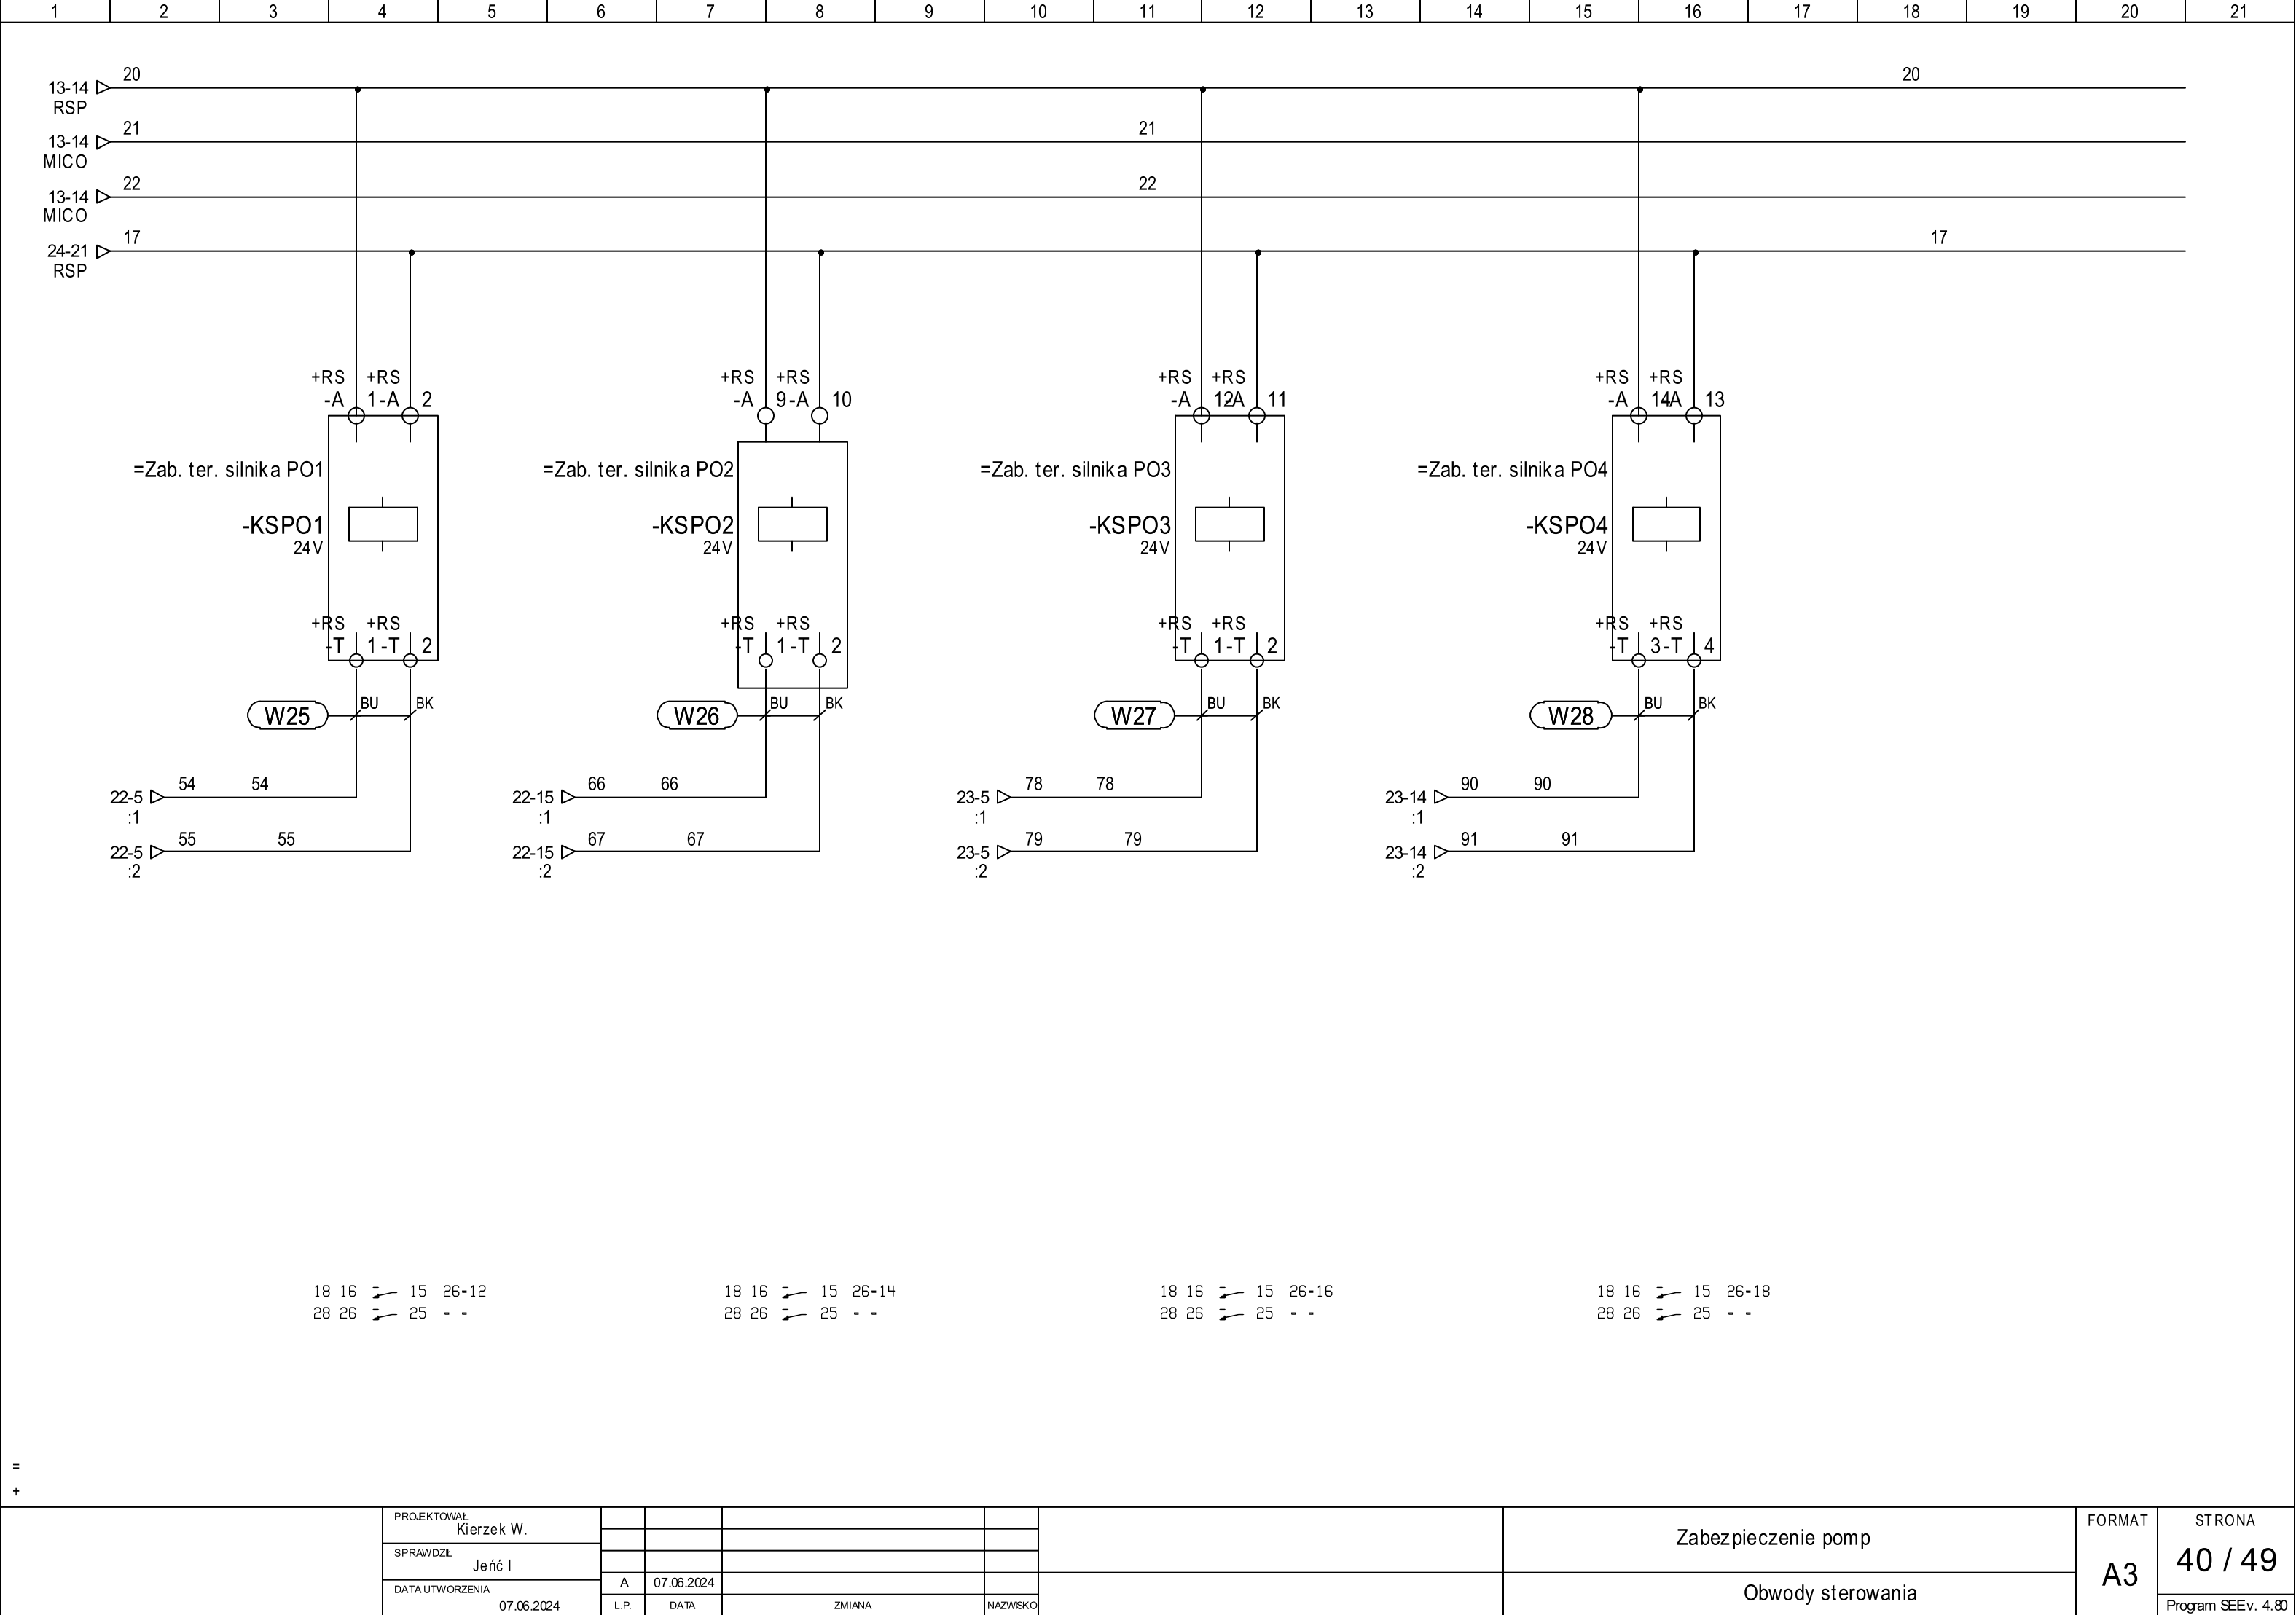 1 2 3 4 5 6 7 8 9 10 11 12 13 14 15 16 17 18 19 20 21
20 20
13-14
RSP
21 21
13-14
MICO
22 22
13-14
MICO
17 17
24-21
RSP
+RS +RS +RS +RS +RS +RS +RS +RS
-A 1 -A 2 -A 9 -A 10 -A 12 -A 11 -A 14 -A 13
=Zab. ter. silnika PO1 =Zab. ter. silnika PO2 =Zab. ter. silnika PO3 =Zab. ter. silnika PO4
-KSPO1 -KSPO2 -KSPO3 -KSPO4
24V 24V 24V 24V
+RS +RS +RS +RS +RS +RS +RS +RS
-T 1 -T 2 -T 1 -T 2 -T 1 -T 2 -T 3 -T 4
BU BK BU BK BU BK BU BK
W25 W26 W27 W28
54 54 66 66 78 78 90 90
22-5 22-15 23-5 23-14
:1 :1 :1 :1
55 55 67 67 79 79 91 91
22-5 22-15 23-5 23-14
:2 :2 :2 :2
18 16 15 26-12 18 16 15 26-14 18 16 15 26-16 18 16 15 26-18
28 26 25 - - 28 26 25 - - 28 26 25 - - 28 26 25 - -
=
+
PROJEKTOWAŁ
Kierzek W.
SPRAWDZIŁ
Jeńć I
DATA UTWORZENIA
07.06.2024
A 07.06.2024
L.P. DATA ZMIANA NAZWISKO
Zabezpieczenie pomp
Obwody sterowania
FORMAT
A3
STRONA
40 / 49
Program SEE v. 4.80